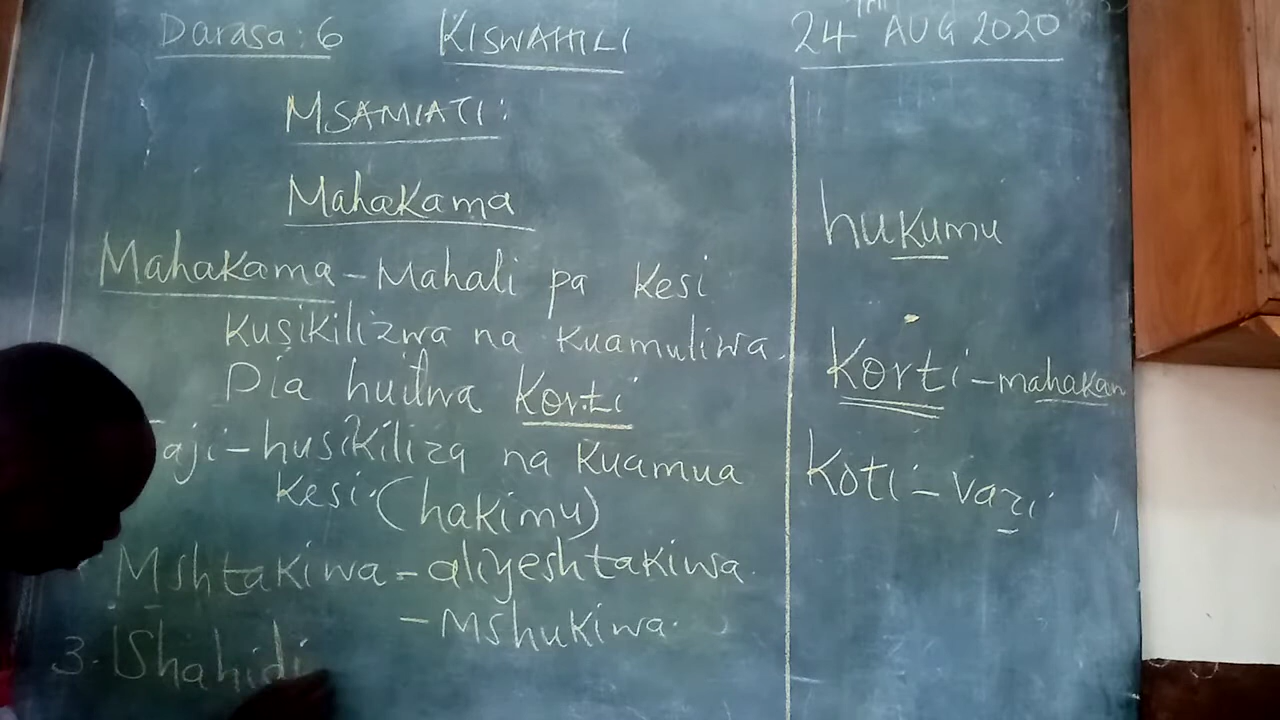 Darasa: 6 KISWAHILI 24TH AUG 2020
MSAMIATI:
Mahakama
Mahakama - Mahali pa kesi
kusikilizwa na kuamuliwa.
Pia huitwa Korti
aji - husikiliza na kuamua
kesi. (hakimu)
Mshtakiwa - aliyeshtakiwa.
- Mshukiwa.
3. Shahidi
hukumu
Korti - mahakam
Koti - vazi